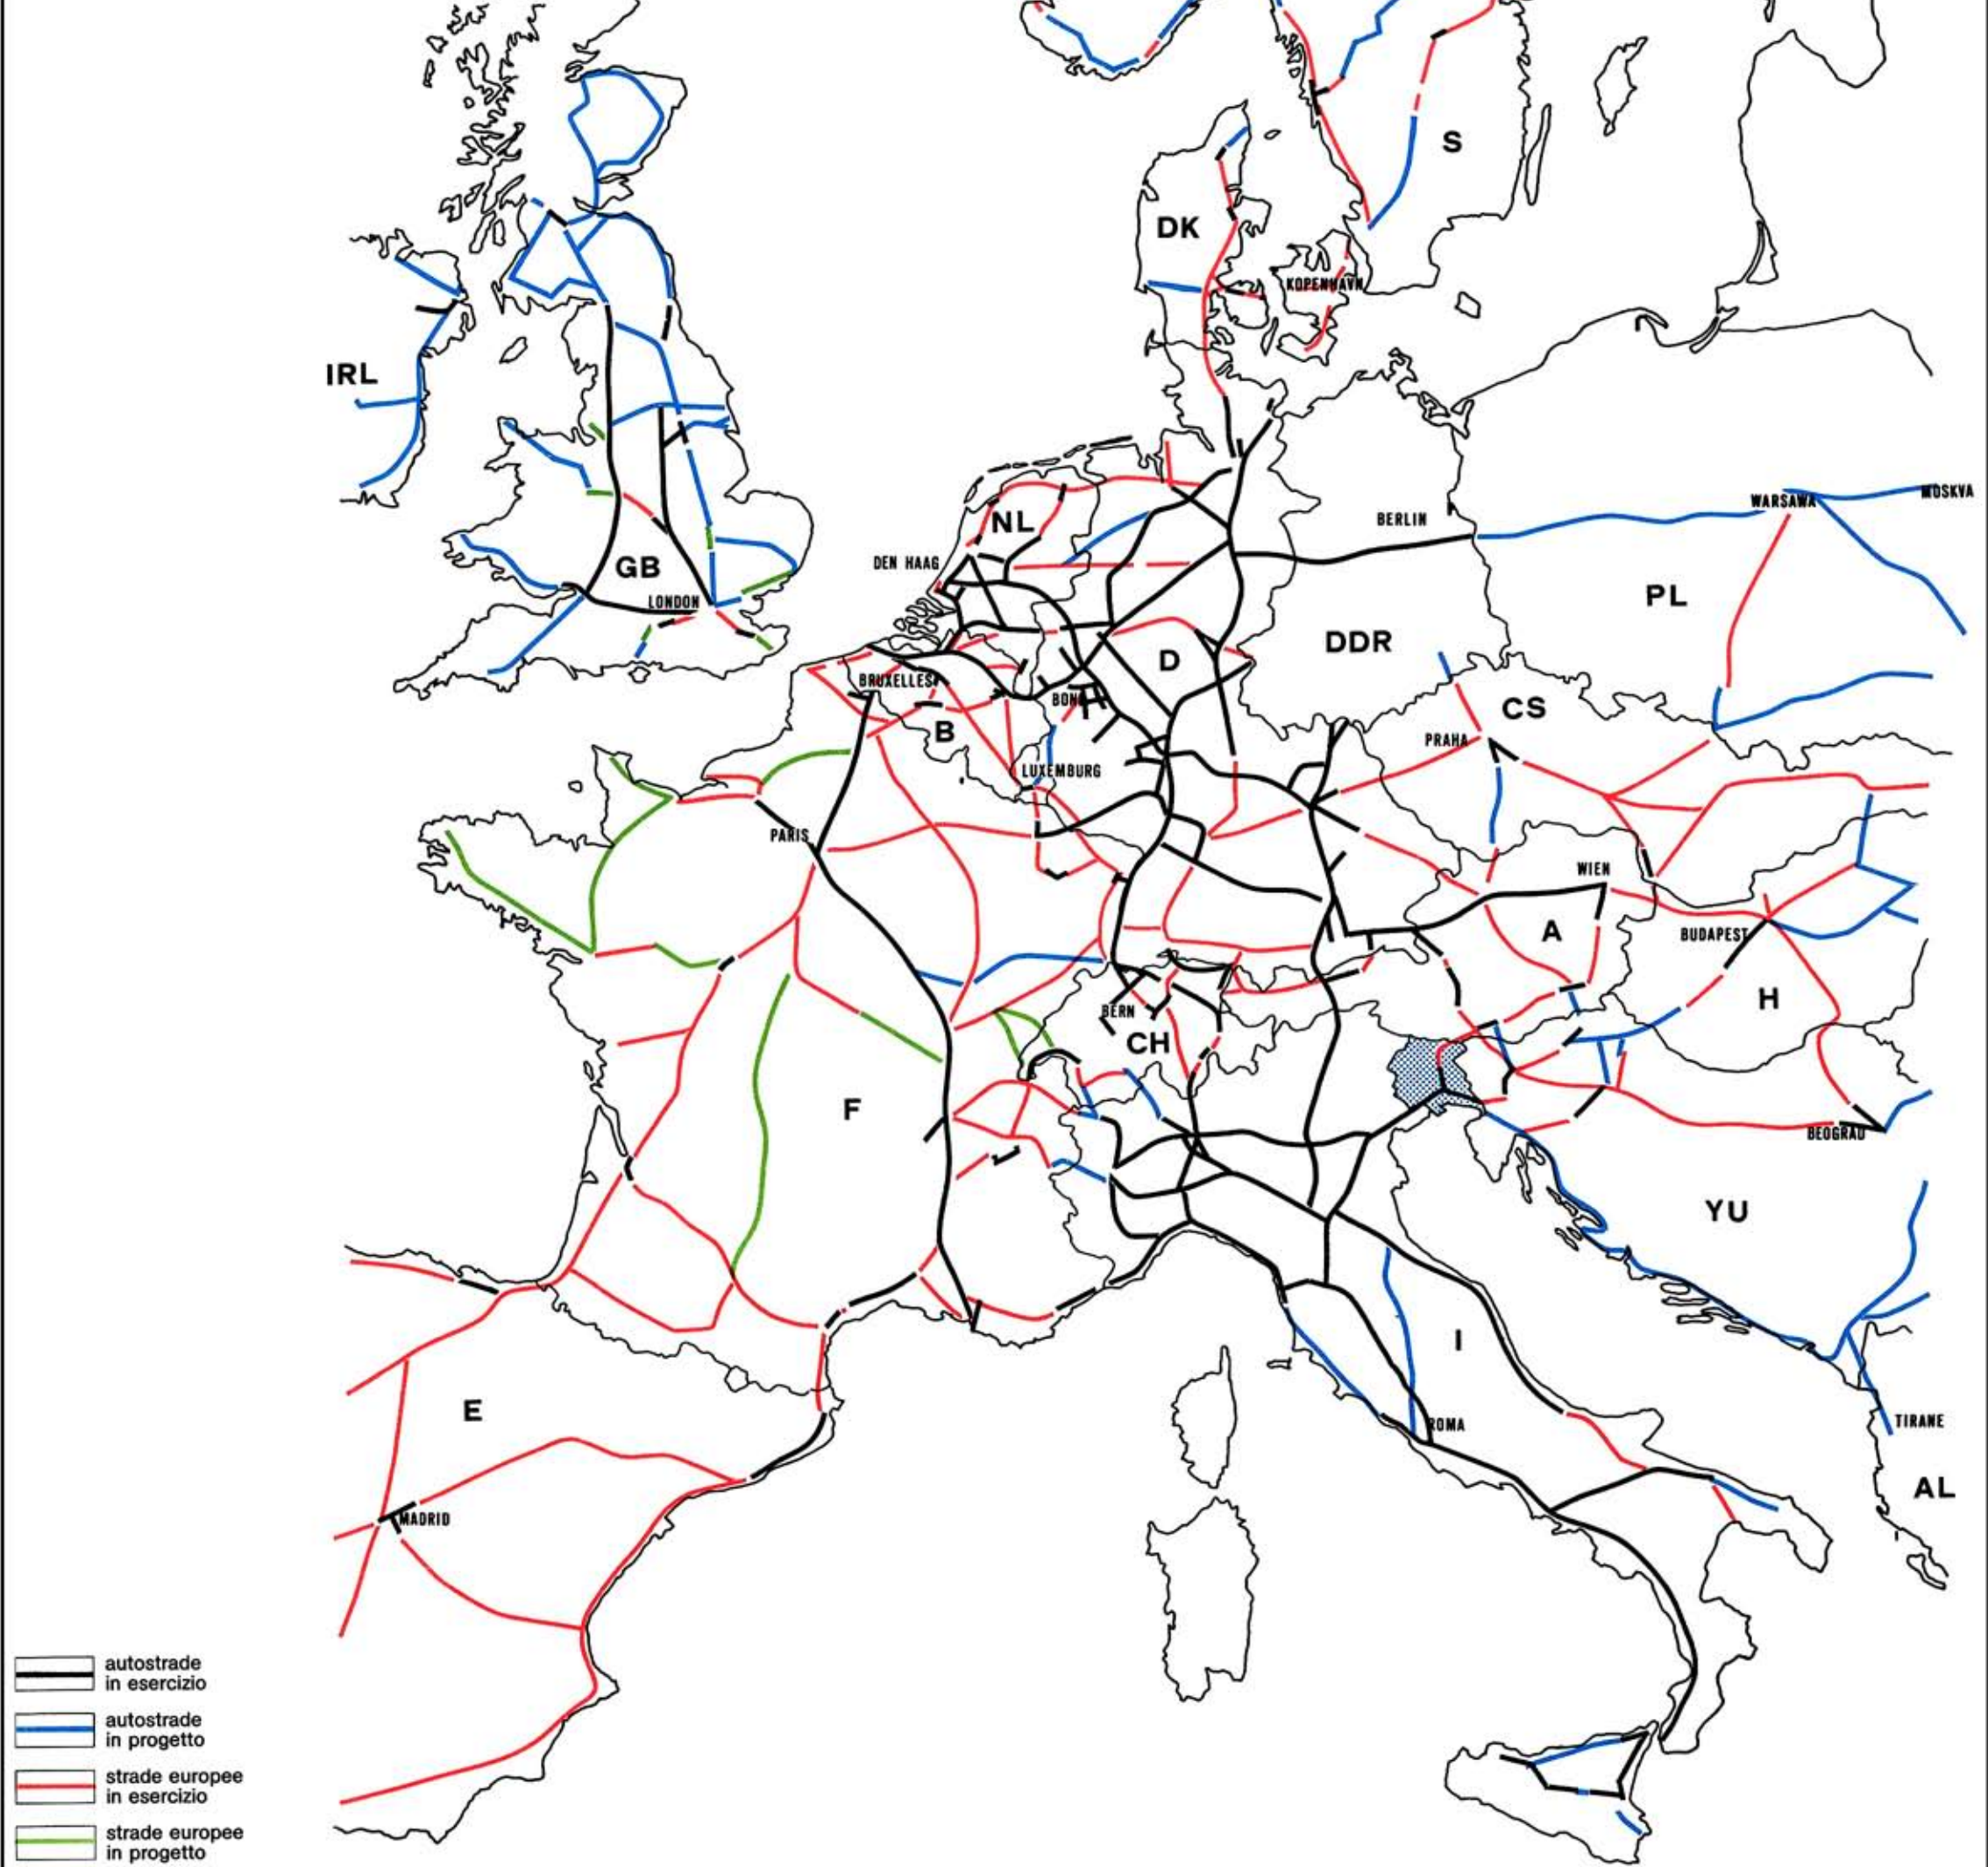 S
DK
KOPENHAVN
IRL
MOSKVA
WARSAWA
BERLIN
NL
DEN HAAG
GB
LONDON
PL
DDR
D
BRUXELLES
BONN
CS
B
PRAHA
LUXEMBURG
PARIS
WIEN
A
BUDAPEST
H
BERN
CH
F
BEOGRAD
YU
I
E
ROMA
TIRANE
AL
MADRID
autostrade
in esercizio
autostrade
in progetto
strade europee
in esercizio
strade europee
in progetto